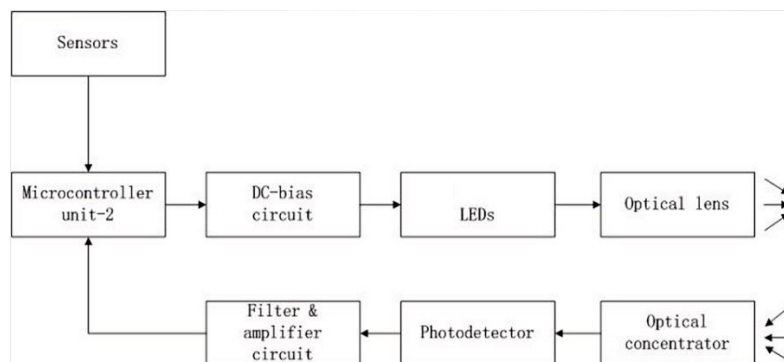 Sensors
Microcontroller
unit-2
DC-bias
circuit
LEDs
Optical lens
Filter &
amplifier
circuit
Photodetector
Optical
concentrator